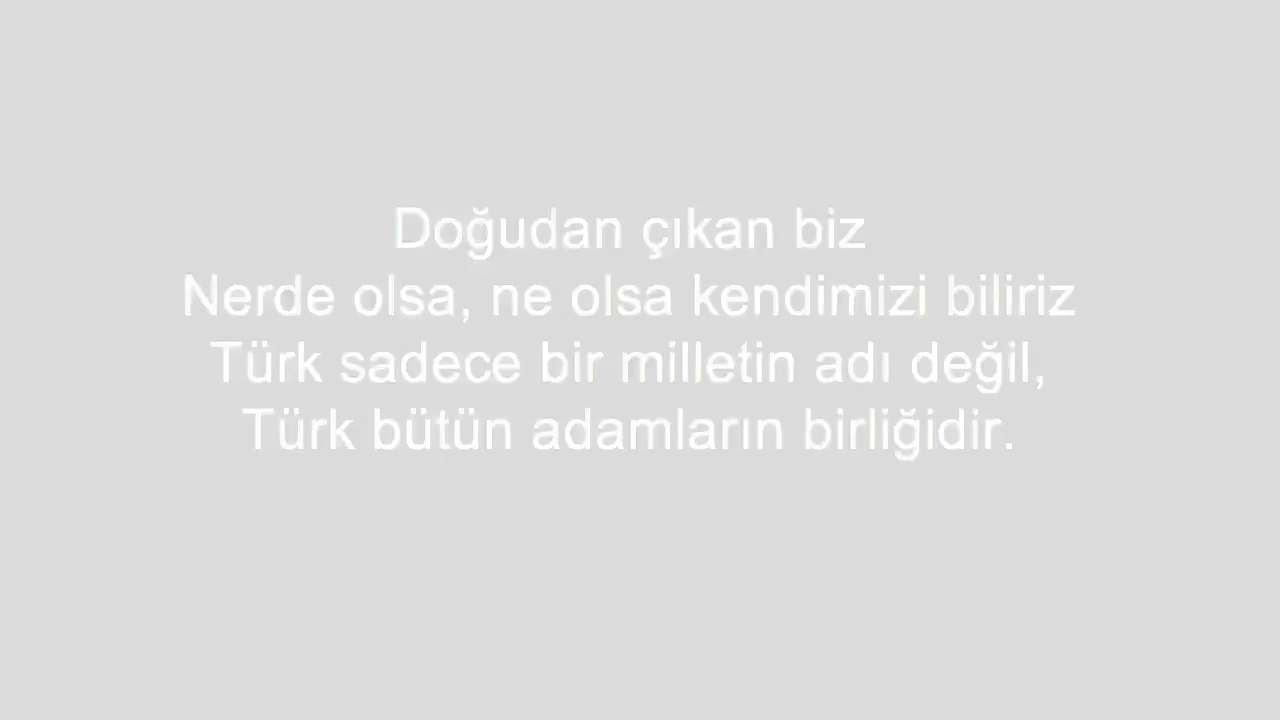 Doğudan çıkan biz
Nerde olsa, ne olsa kendimizi biliriz
Türk sadece bir milletin adı değil,
Türk bütün adamların birliğidir.